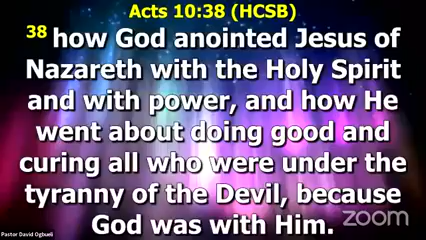 Acts 10:38 (HCSB)
38 how God anointed Jesus of
Nazareth with the Holy Spirit
and with power, and how He
went about doing good and
curing all who were under the
tyranny of the Devil, because
God was with Him.
zoom
Pastor David Ogbueli